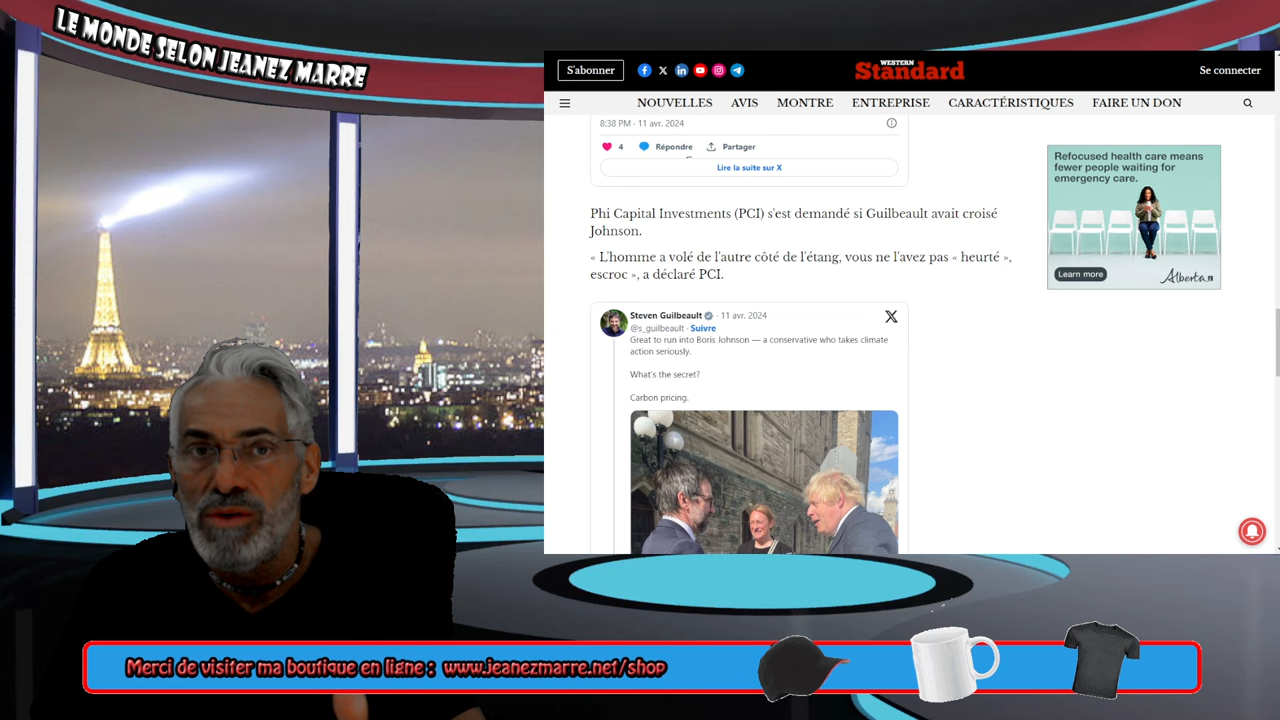 LE MONDE SELON JEANEZ MARRE
S'abonner
WESTERN
Standard
Se connecter
NOUVELLES AVIS MONTRE ENTREPRISE CARACTÉRISTIQUES FAIRE UN DON
8:38 PM · 11 avr. 2024
4 Répondre Partager
Lire la suite sur X
Phi Capital Investments (PCI) s'est demandé si Guilbeault avait croisé
Johnson.
« L'homme a volé de l'autre côté de l'étang, vous ne l'avez pas « heurté »,
escroc », a déclaré PCI.
Steven Guilbeault · 11 avr. 2024
@s_guilbeault · Suivre
Great to run into Boris Johnson — a conservative who takes climate
action seriously.
What's the secret?
Carbon pricing.
Refocused health care means
fewer people waiting for
emergency care.
Learn more
Alberta
Merci de visiter ma boutique en ligne : www.jeanezmarre.net/shop